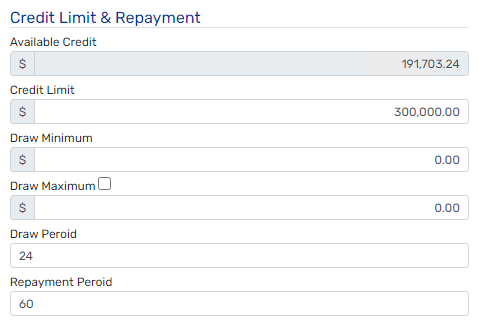 Credit Limit & Repayment
Available Credit
$ 191,703.24
Credit Limit
$ 300,000.00
Draw Minimum
$ 0.00
Draw Maximum
$ 0.00
Draw Peroid
24
Repayment Peroid
60